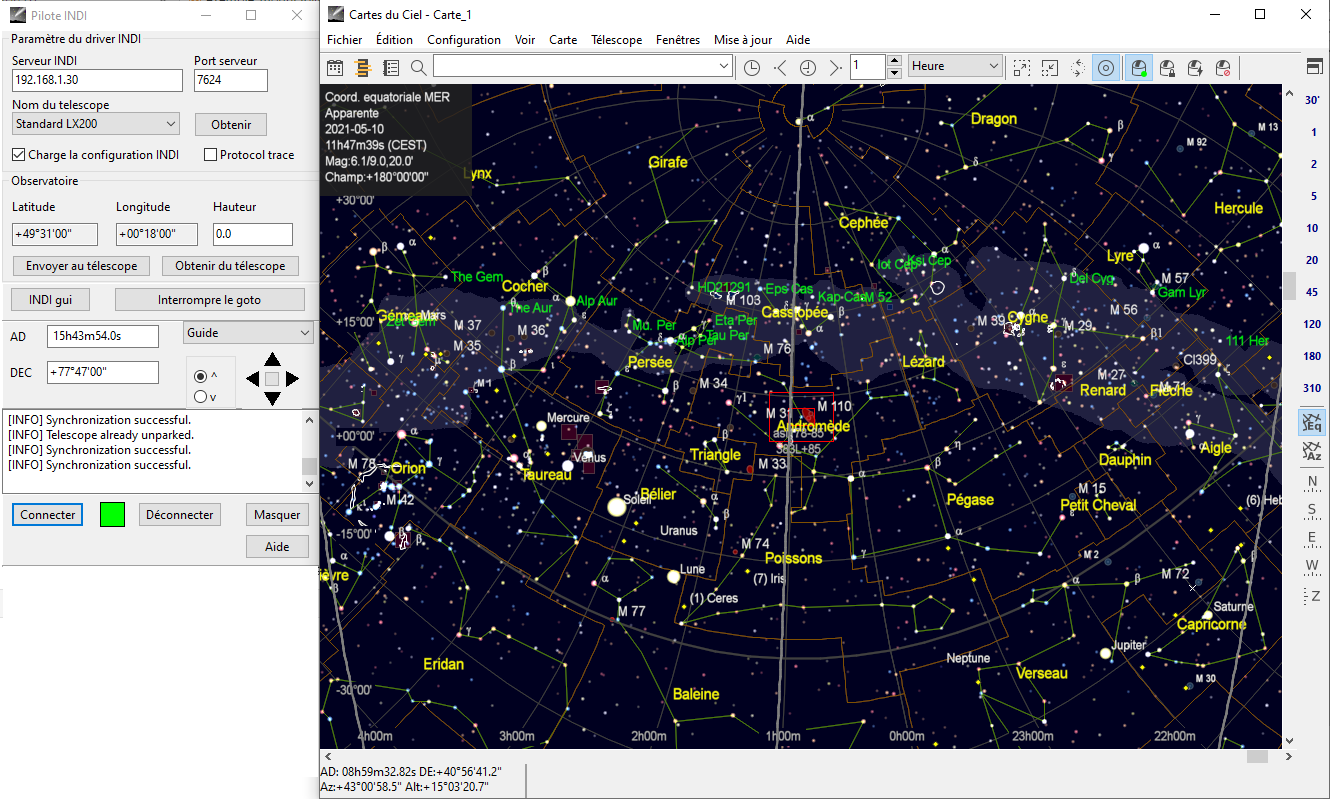 Pilote INDI
Paramètre du driver INDI
Serveur INDI
Port serveur
192.168.1.30
7624
Nom du telescope
Standard LX200
Obtenir
Charge la configuration INDI
Protocol trace
Observatoire
Latitude
Longitude
Hauteur
+49°31'00"
+00°18'00"
0.0
Envoyer au télescope
Obtenir du télescope
INDI gui
Interrompre le goto
AD
15h43m54.0s
Guide
DEC
+77°47'00"
^
v
[INFO] Synchronization successful.
[INFO] Telescope already unparked.
[INFO] Synchronization successful.
[INFO] Synchronization successful.
Connecter
Déconnecter
Masquer
Aide
Cartes du Ciel - Carte_1
Fichier
Édition
Configuration
Voir
Carte
Télescope
Fenêtres
Mise à jour
Aide
1
Heure
Coord. equatoriale MER
Apparente
2021-05-10
11h47m39s (CEST)
Mag:6.1/9.0,20.0'
Champ:+180°00'00"
α
Dragon
β
M 13
M 92
Girafe
Lynx
δ
+30°00'
Hercule
Cephée
β
α
Lyre
α
Iot Cep
Ksi Cep
The Gem
Cocher
β
Del Cyg
M 57
Gam Lyr
HD21291
Eps Cas
Alp Aur
M 103
Kap Cas
M 52
The Aur
Cassiopée
M 56
Gémeaux
Mars
+15°00'
M 37
M 36
Mu. Per
Eta Per
Tau Per
Alp Per
β
M 39
Cygne
M 29
β1
M 35
M 76
111 Her
Persée
Lézard
Cl399
γ
ε
M 27
M 71
M 1
β
M 34
Renard
Flèche
γ1
M 31
M 110
Mercure
Andromède
+00°00'
α
β
Vénus
Triangle
η
Aigle
M 78
Orion
M 33
Dauphin
Taureau
β
α
M 42
Soleil
Bélier
Pégase
M 15
Petit Cheval
-15°00'
β
β
Uranus
α
M 74
γ
Poissons
M 2
Lune
(7) Iris
M 72
α
(1) Ceres
β
Saturne
M 77
Capricorne
γ
Jupiter
Eridan
Neptune
Verseau
M 30
-30°00'
Baleine
4h00m
3h00m
2h00m
1h00m
0h00m
23h00m
22h00m
30'
1
2
5
10
20
45
120
180
310
Eq
Az
N
S
E
W
Z
AD: 08h59m32.82s DE:+40°56'41.2"
Az:+43°00'58.5" Alt:+15°03'20.7"